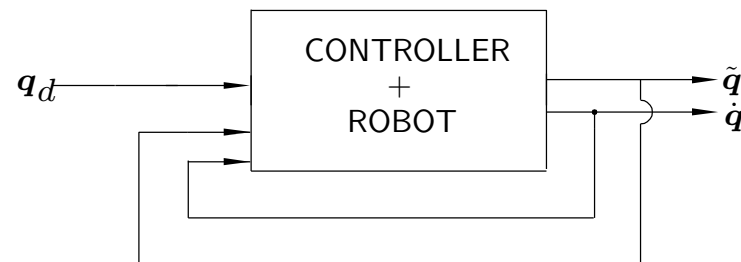 CONTROLLER
+
ROBOT
q_d
q̃
q̇